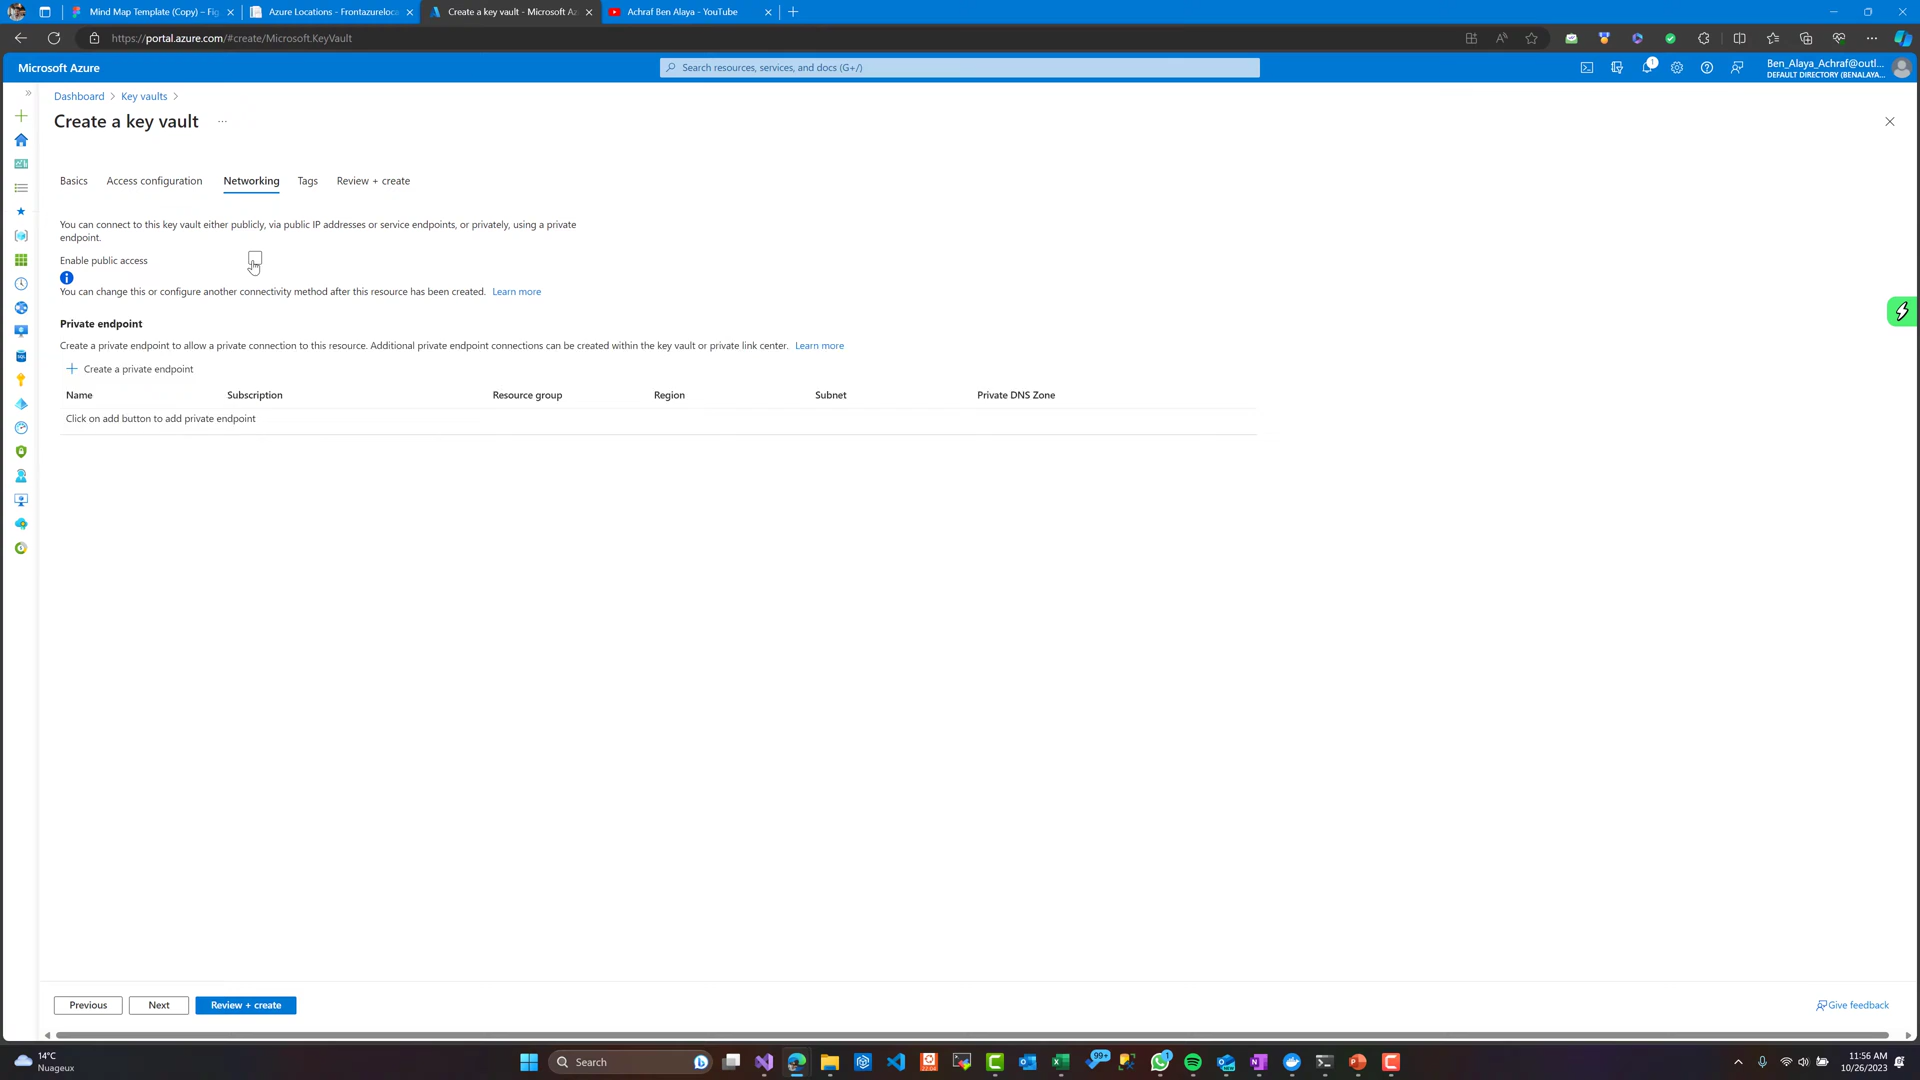 Mind Map Template (Copy) – Fig
Azure Locations - Frontazureloc
Create a key vault - Microsoft Az
Achraf Ben Alaya - YouTube
https://portal.azure.com/#create/Microsoft.KeyVault
Microsoft Azure
Search resources, services, and docs (G+/)
1
Ben_Alaya_Achraf@outl...
DEFAULT DIRECTORY (BENALAYA...
Dashboard > Key vaults >
Create a key vault ...
Basics
Access configuration
Networking
Tags
Review + create
You can connect to this key vault either publicly, via public IP addresses or service endpoints, or privately, using a private
endpoint.
Enable public access
You can change this or configure another connectivity method after this resource has been created. Learn more
Private endpoint
Create a private endpoint to allow a private connection to this resource. Additional private endpoint connections can be created within the key vault or private link center. Learn more
+ Create a private endpoint
Name Subscription Resource group Region Subnet Private DNS Zone
Click on add button to add private endpoint
Previous
Next
Review + create
Give feedback
14°C
Nuageux
Search
22.04
99+
1
11:56 AM
10/26/2023